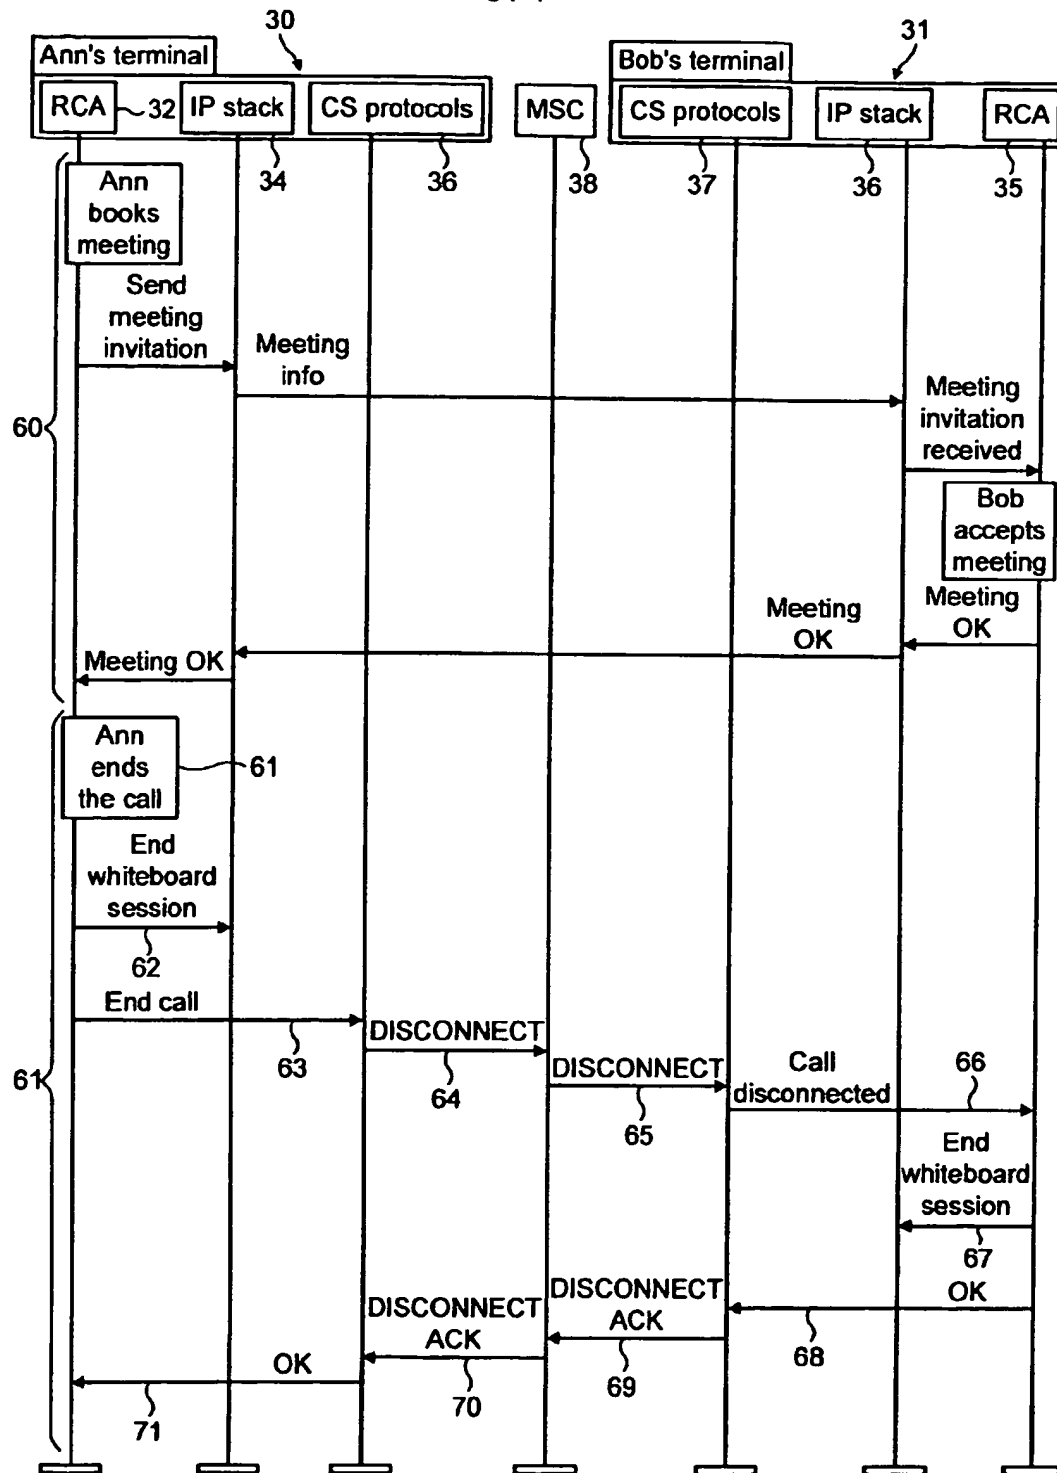 30
31
Ann's terminal
Bob's terminal
RCA
32
IP stack
CS protocols
MSC
CS protocols
IP stack
RCA
34
36
38
37
36
35
Ann
books
meeting
Send
meeting
invitation
Meeting
info
Meeting
invitation
received
60
Bob
accepts
meeting
Meeting
OK
Meeting
OK
Meeting OK
Ann
ends
the call
61
End
whiteboard
session
62
End call
63
DISCONNECT
64
DISCONNECT
65
Call
disconnected
66
61
End
whiteboard
session
67
OK
68
DISCONNECT
ACK
69
DISCONNECT
ACK
70
OK
71